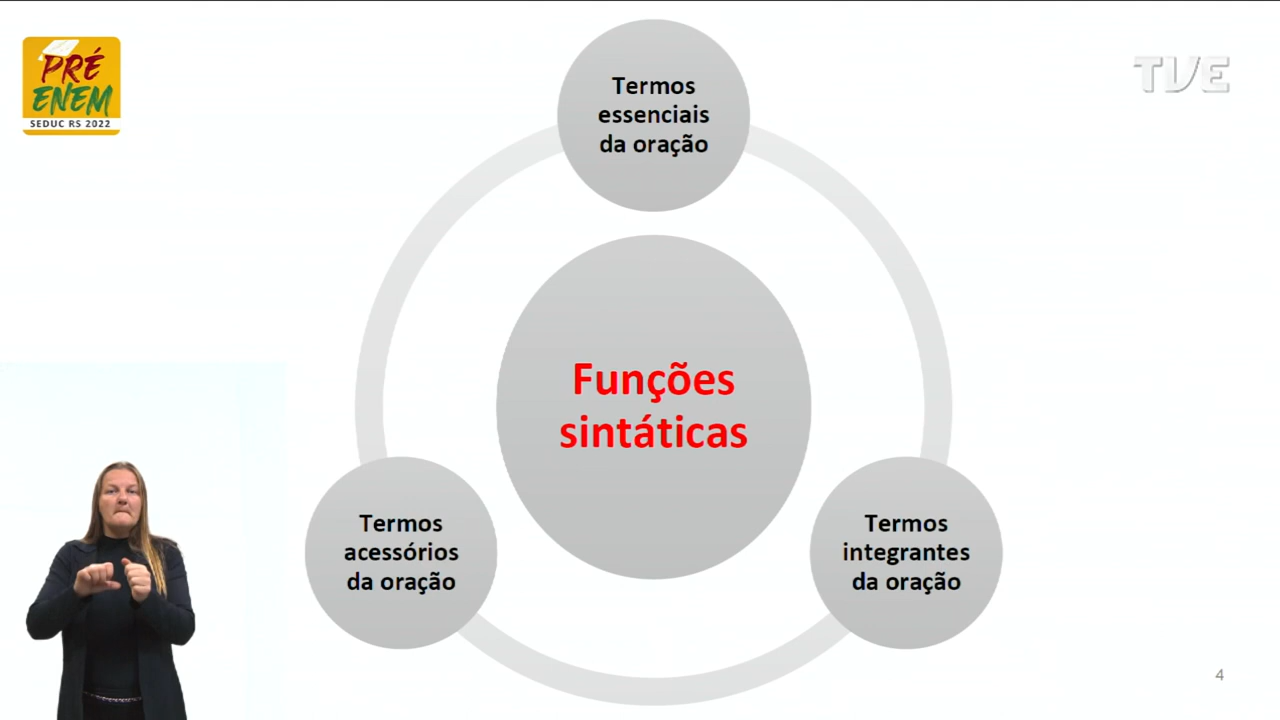 PRÉ
ENEM
SEDUC RS 2022
TVE
Termos
essenciais
da oração
Funções
sintáticas
Termos
acessórios
da oração
Termos
integrantes
da oração
4